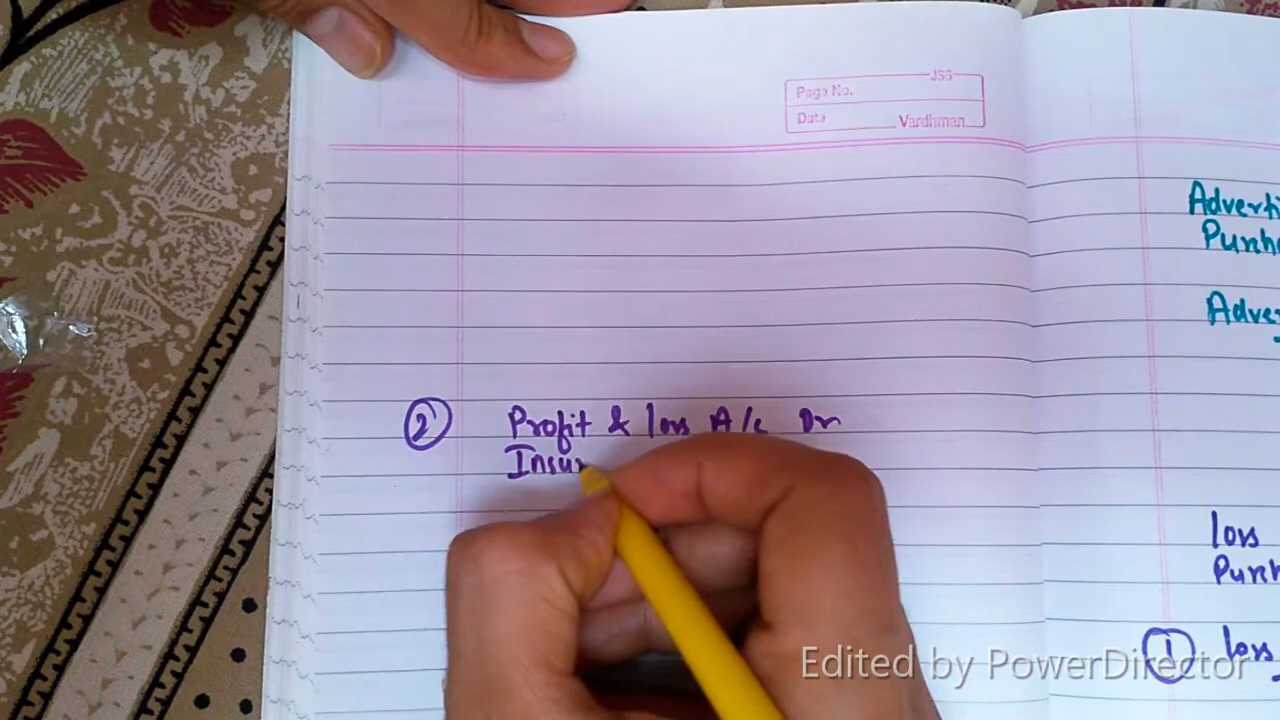 JSS
Page No.
Date Vardhman
② Profit & loss A/c Dr
Insur
Adverti
Purch
Adver
loss
Purch
① loss
Edited by PowerDirector